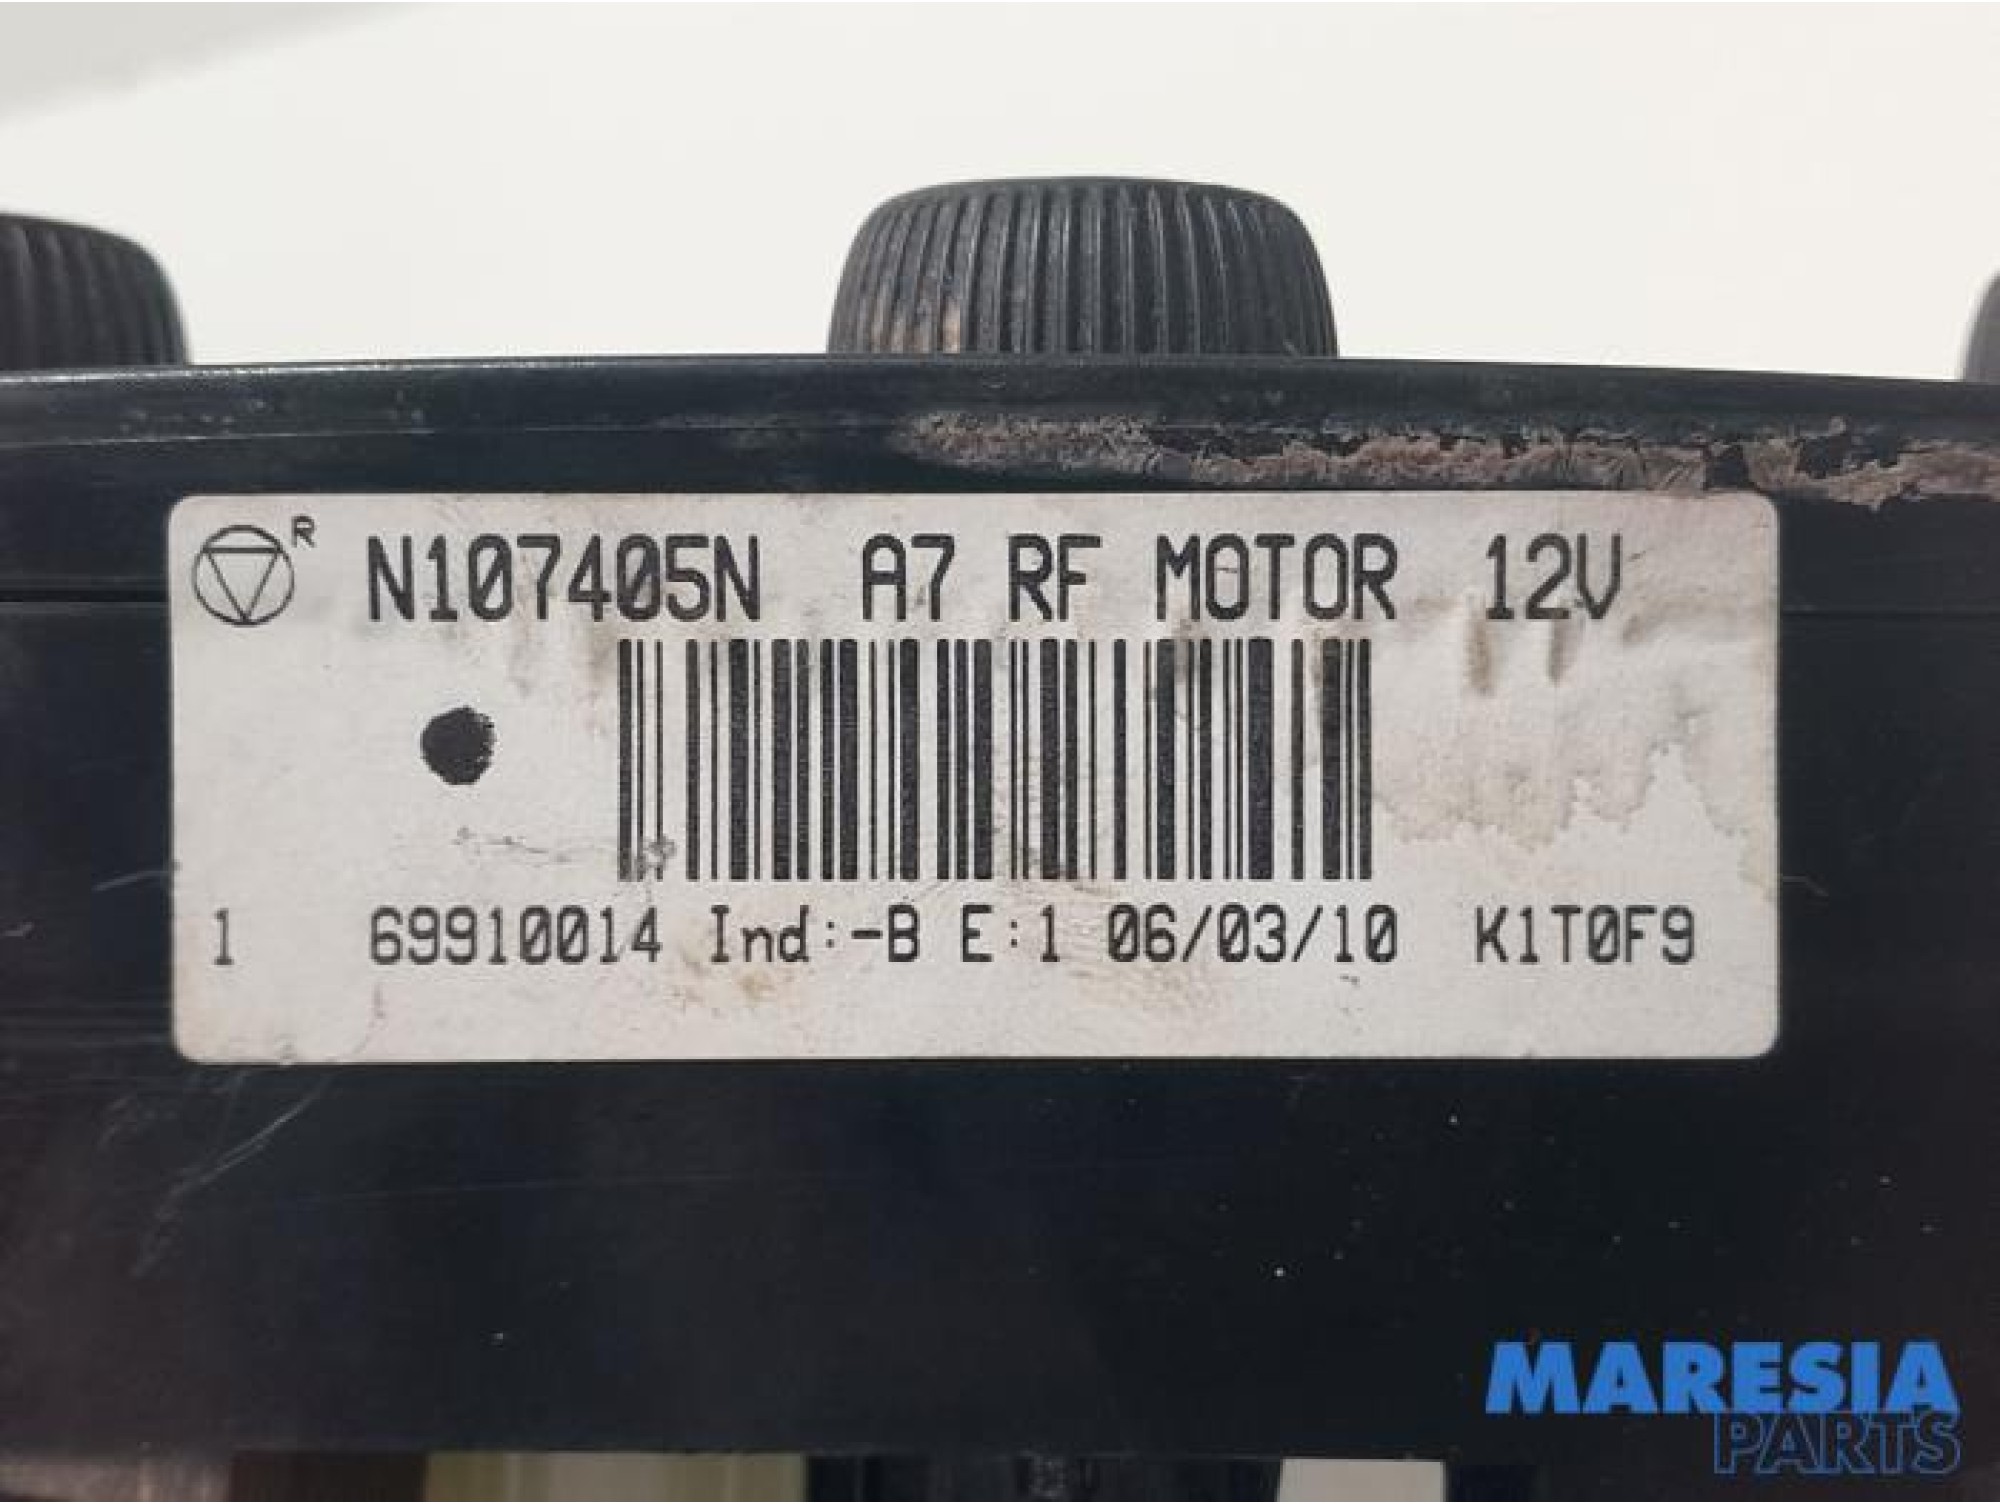 R N107405N A7 RF MOTOR 12V
1 69910014 Ind:-B E:1 06/03/10 K1T0F9
MARESIA
PARTS